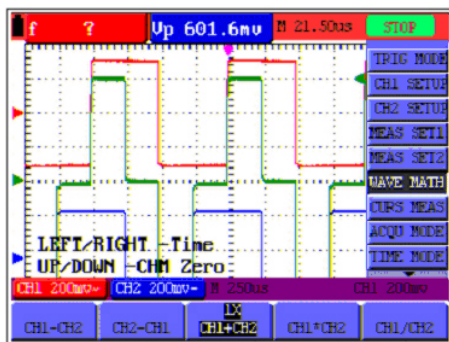 f ? Vp 601.6mv M 21.50us STOP
TRIG MODE
CH1 SETUP
CH2 SETUP
MEAS SET1
MEAS SET2
WAVE MATH
CURS MEAS
ACQU MODE
TIME MODE
LEFT/RIGHT -Time
UP/DOWN -CHM Zero
CH1 200mv~ CH2 200mv- M 250us CH1 200mv
1X
CH1-CH2 CH2-CH1 CH1+CH2 CH1*CH2 CH1/CH2